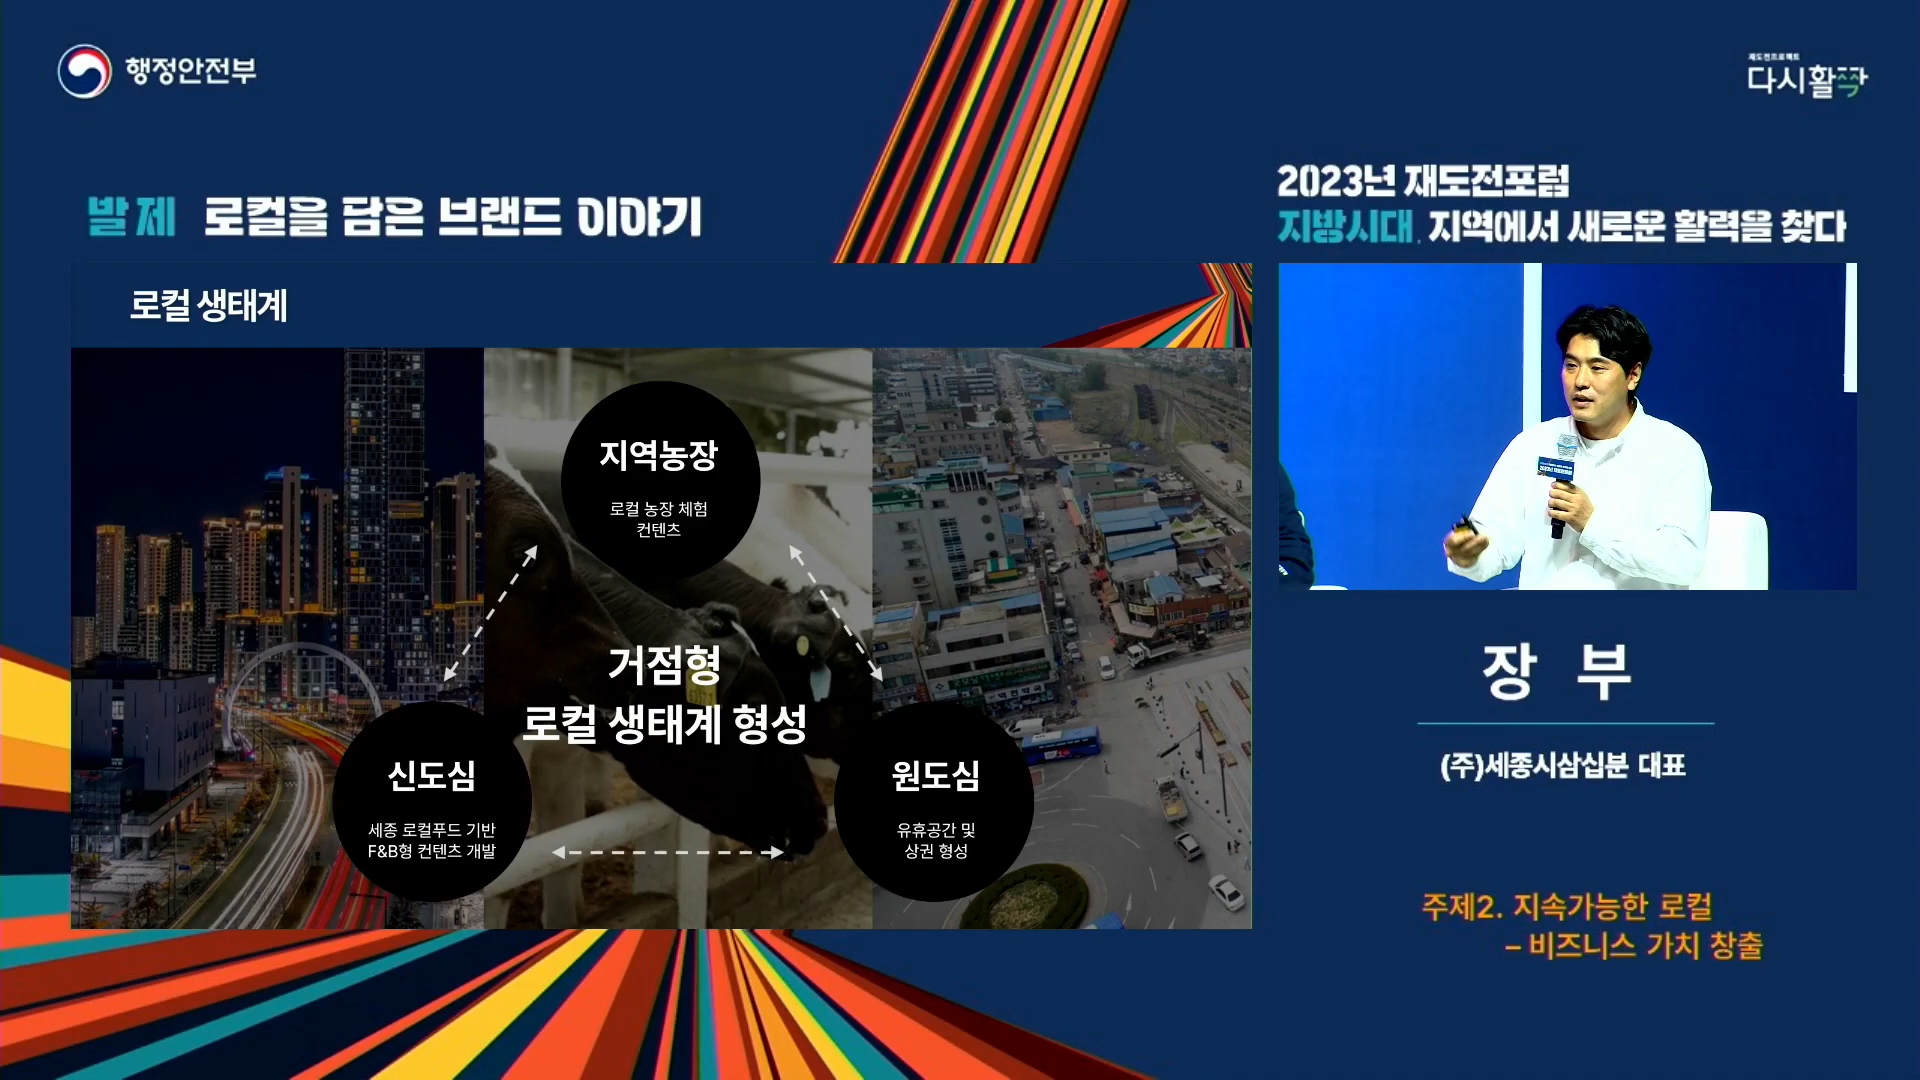 행정안전부
재도전프로젝트
다시활짝
발제 로컬을 담은 브랜드 이야기
2023년 재도전포럼
지방시대, 지역에서 새로운 활력을 찾다
로컬 생태계
지역농장
로컬 농장 체험
컨텐츠
거점형
로컬 생태계 형성
신도심
세종 로컬푸드 기반
F&B형 컨텐츠 개발
원도심
유휴공간 및
상권 형성
장 부
(주)세종시삼십분 대표
주제2. 지속가능한 로컬
– 비즈니스 가치 창출